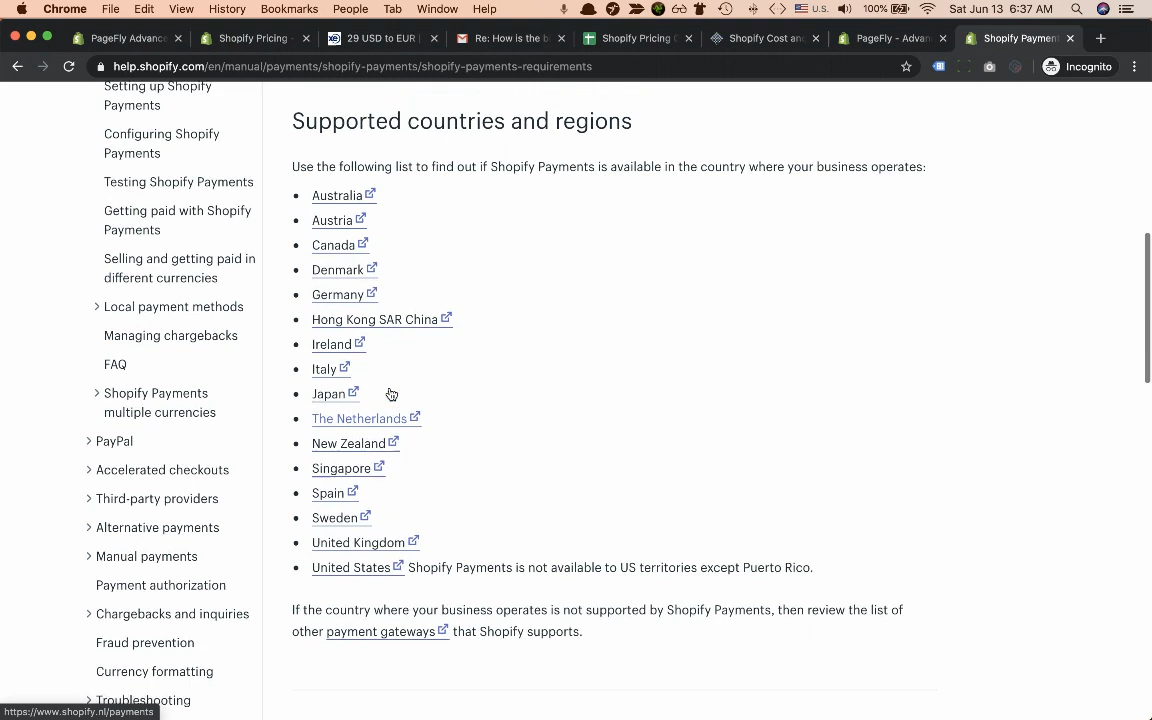 Chrome File Edit View History Bookmarks People Tab Window Help U.S. 100% Sat Jun 13 6:37 AM
PageFly Advanc Shopify Pricing - 29 USD to EUR Re: How is the b Shopify Pricing Shopify Cost an PageFly - Advan Shopify Payment
help.shopify.com/en/manual/payments/shopify-payments/shopify-payments-requirements Incognito
Setting up Shopify
Payments
Configuring Shopify
Payments
Testing Shopify Payments
Getting paid with Shopify
Payments
Selling and getting paid in
different currencies
Local payment methods
Managing chargebacks
FAQ
Shopify Payments
multiple currencies
PayPal
Accelerated checkouts
Third-party providers
Alternative payments
Manual payments
Payment authorization
Chargebacks and inquiries
Fraud prevention
Currency formatting
Troubleshooting
Supported countries and regions
Use the following list to find out if Shopify Payments is available in the country where your business operates:
Australia
Austria
Canada
Denmark
Germany
Hong Kong SAR China
Ireland
Italy
Japan
The Netherlands
New Zealand
Singapore
Spain
Sweden
United Kingdom
United States Shopify Payments is not available to US territories except Puerto Rico.
If the country where your business operates is not supported by Shopify Payments, then review the list of
other payment gateways that Shopify supports.
https://www.shopify.nl/payments